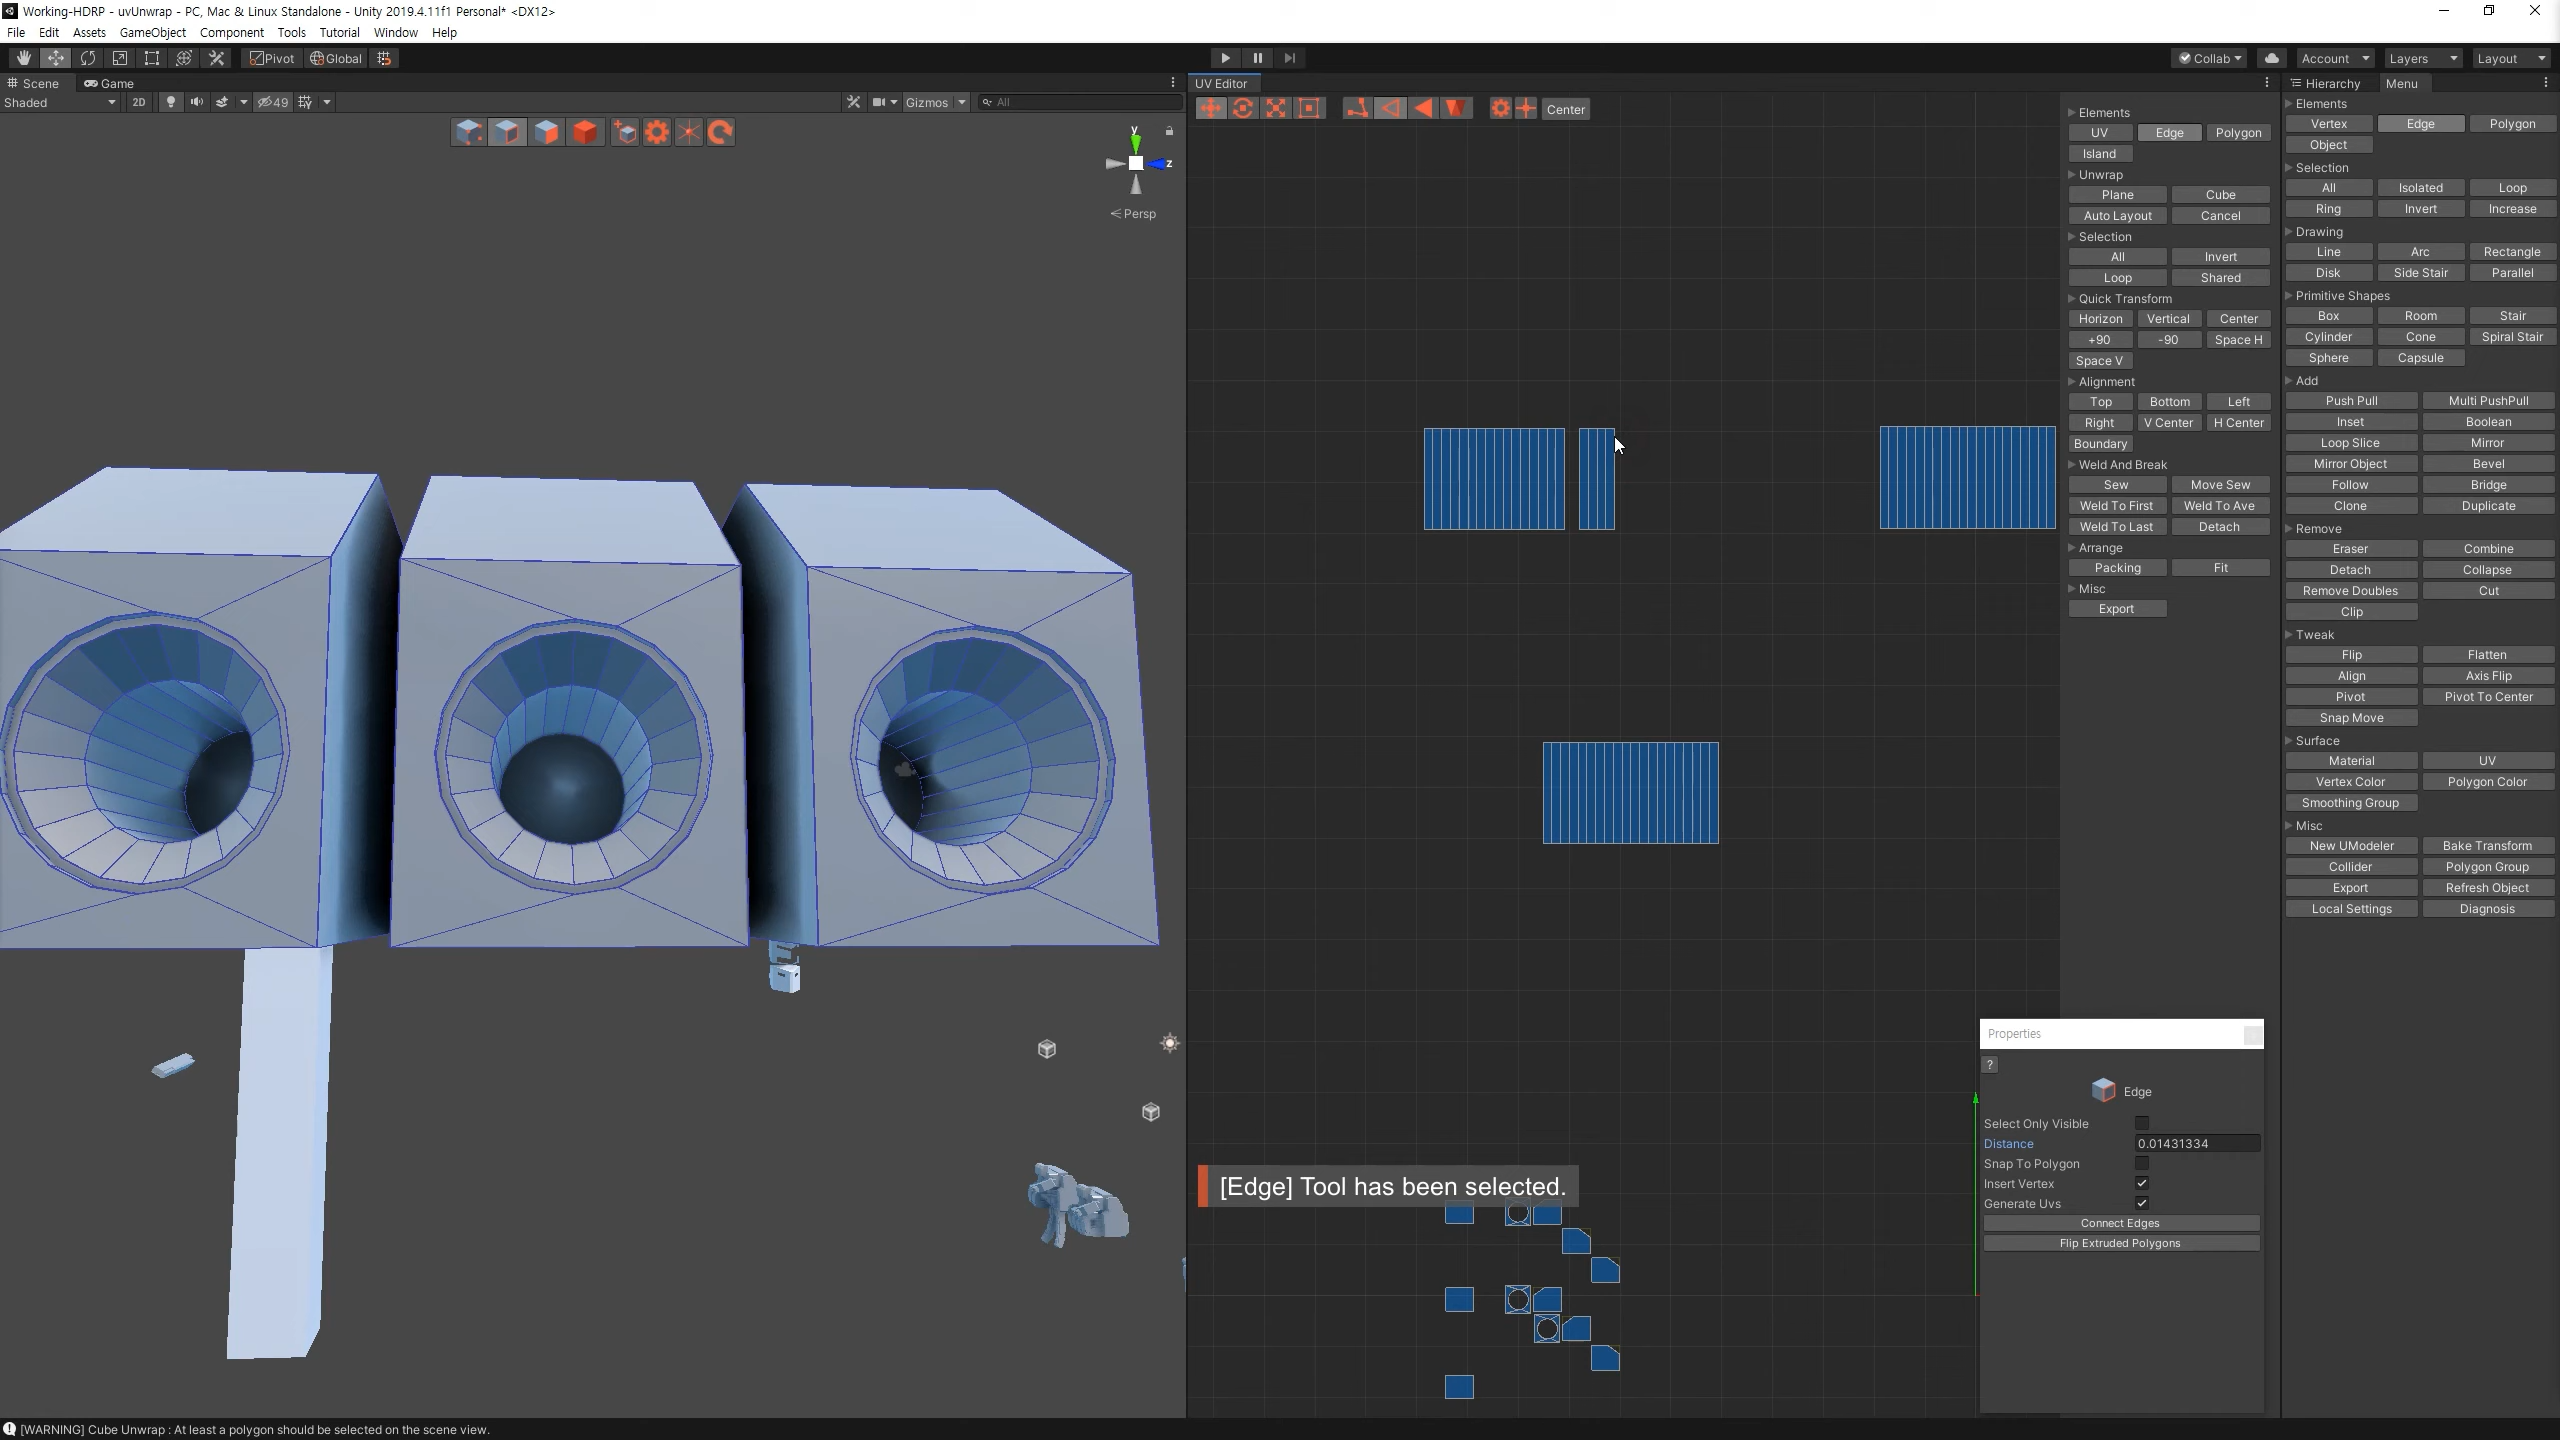 Working-HDRP - uvUnwrap - PC, Mac & Linux Standalone - Unity 2019.4.11f1 Personal* <DX12>
File Edit Assets GameObject Component Tools Tutorial Window Help
Pivot Global Collab Account Layers Layout
Scene Game UV Editor Hierarchy Menu
Shaded 2D 49 Gizmos All
Center
y
z
Persp
Elements
UV Edge Polygon
Island
Unwrap
Plane Cube
Auto Layout Cancel
Selection
All Invert
Loop Shared
Quick Transform
Horizon Vertical Center
+90 -90 Space H
Space V
Alignment
Top Bottom Left
Right V Center H Center
Boundary
Weld And Break
Sew Move Sew
Weld To First Weld To Ave
Weld To Last Detach
Arrange
Packing Fit
Misc
Export
Elements
Vertex Edge Polygon
Object
Selection
All Isolated Loop
Ring Invert Increase
Drawing
Line Arc Rectangle
Disk Side Stair Parallel
Primitive Shapes
Box Room Stair
Cylinder Cone Spiral Stair
Sphere Capsule
Add
Push Pull Multi PushPull
Inset Boolean
Loop Slice Mirror
Mirror Object Bevel
Follow Bridge
Clone Duplicate
Remove
Eraser Combine
Detach Collapse
Remove Doubles Cut
Clip
Tweak
Flip Flatten
Align Axis Flip
Pivot Pivot To Center
Snap Move
Surface
Material UV
Vertex Color Polygon Color
Smoothing Group
Misc
New UModeler Bake Transform
Collider Polygon Group
Export Refresh Object
Local Settings Diagnosis
Properties
?
Edge
Select Only Visible
Distance 0.01431334
Snap To Polygon
Insert Vertex
Generate Uvs
Connect Edges
Flip Extruded Polygons
[Edge] Tool has been selected.
[WARNING] Cube Unwrap : At least a polygon should be selected on the scene view.